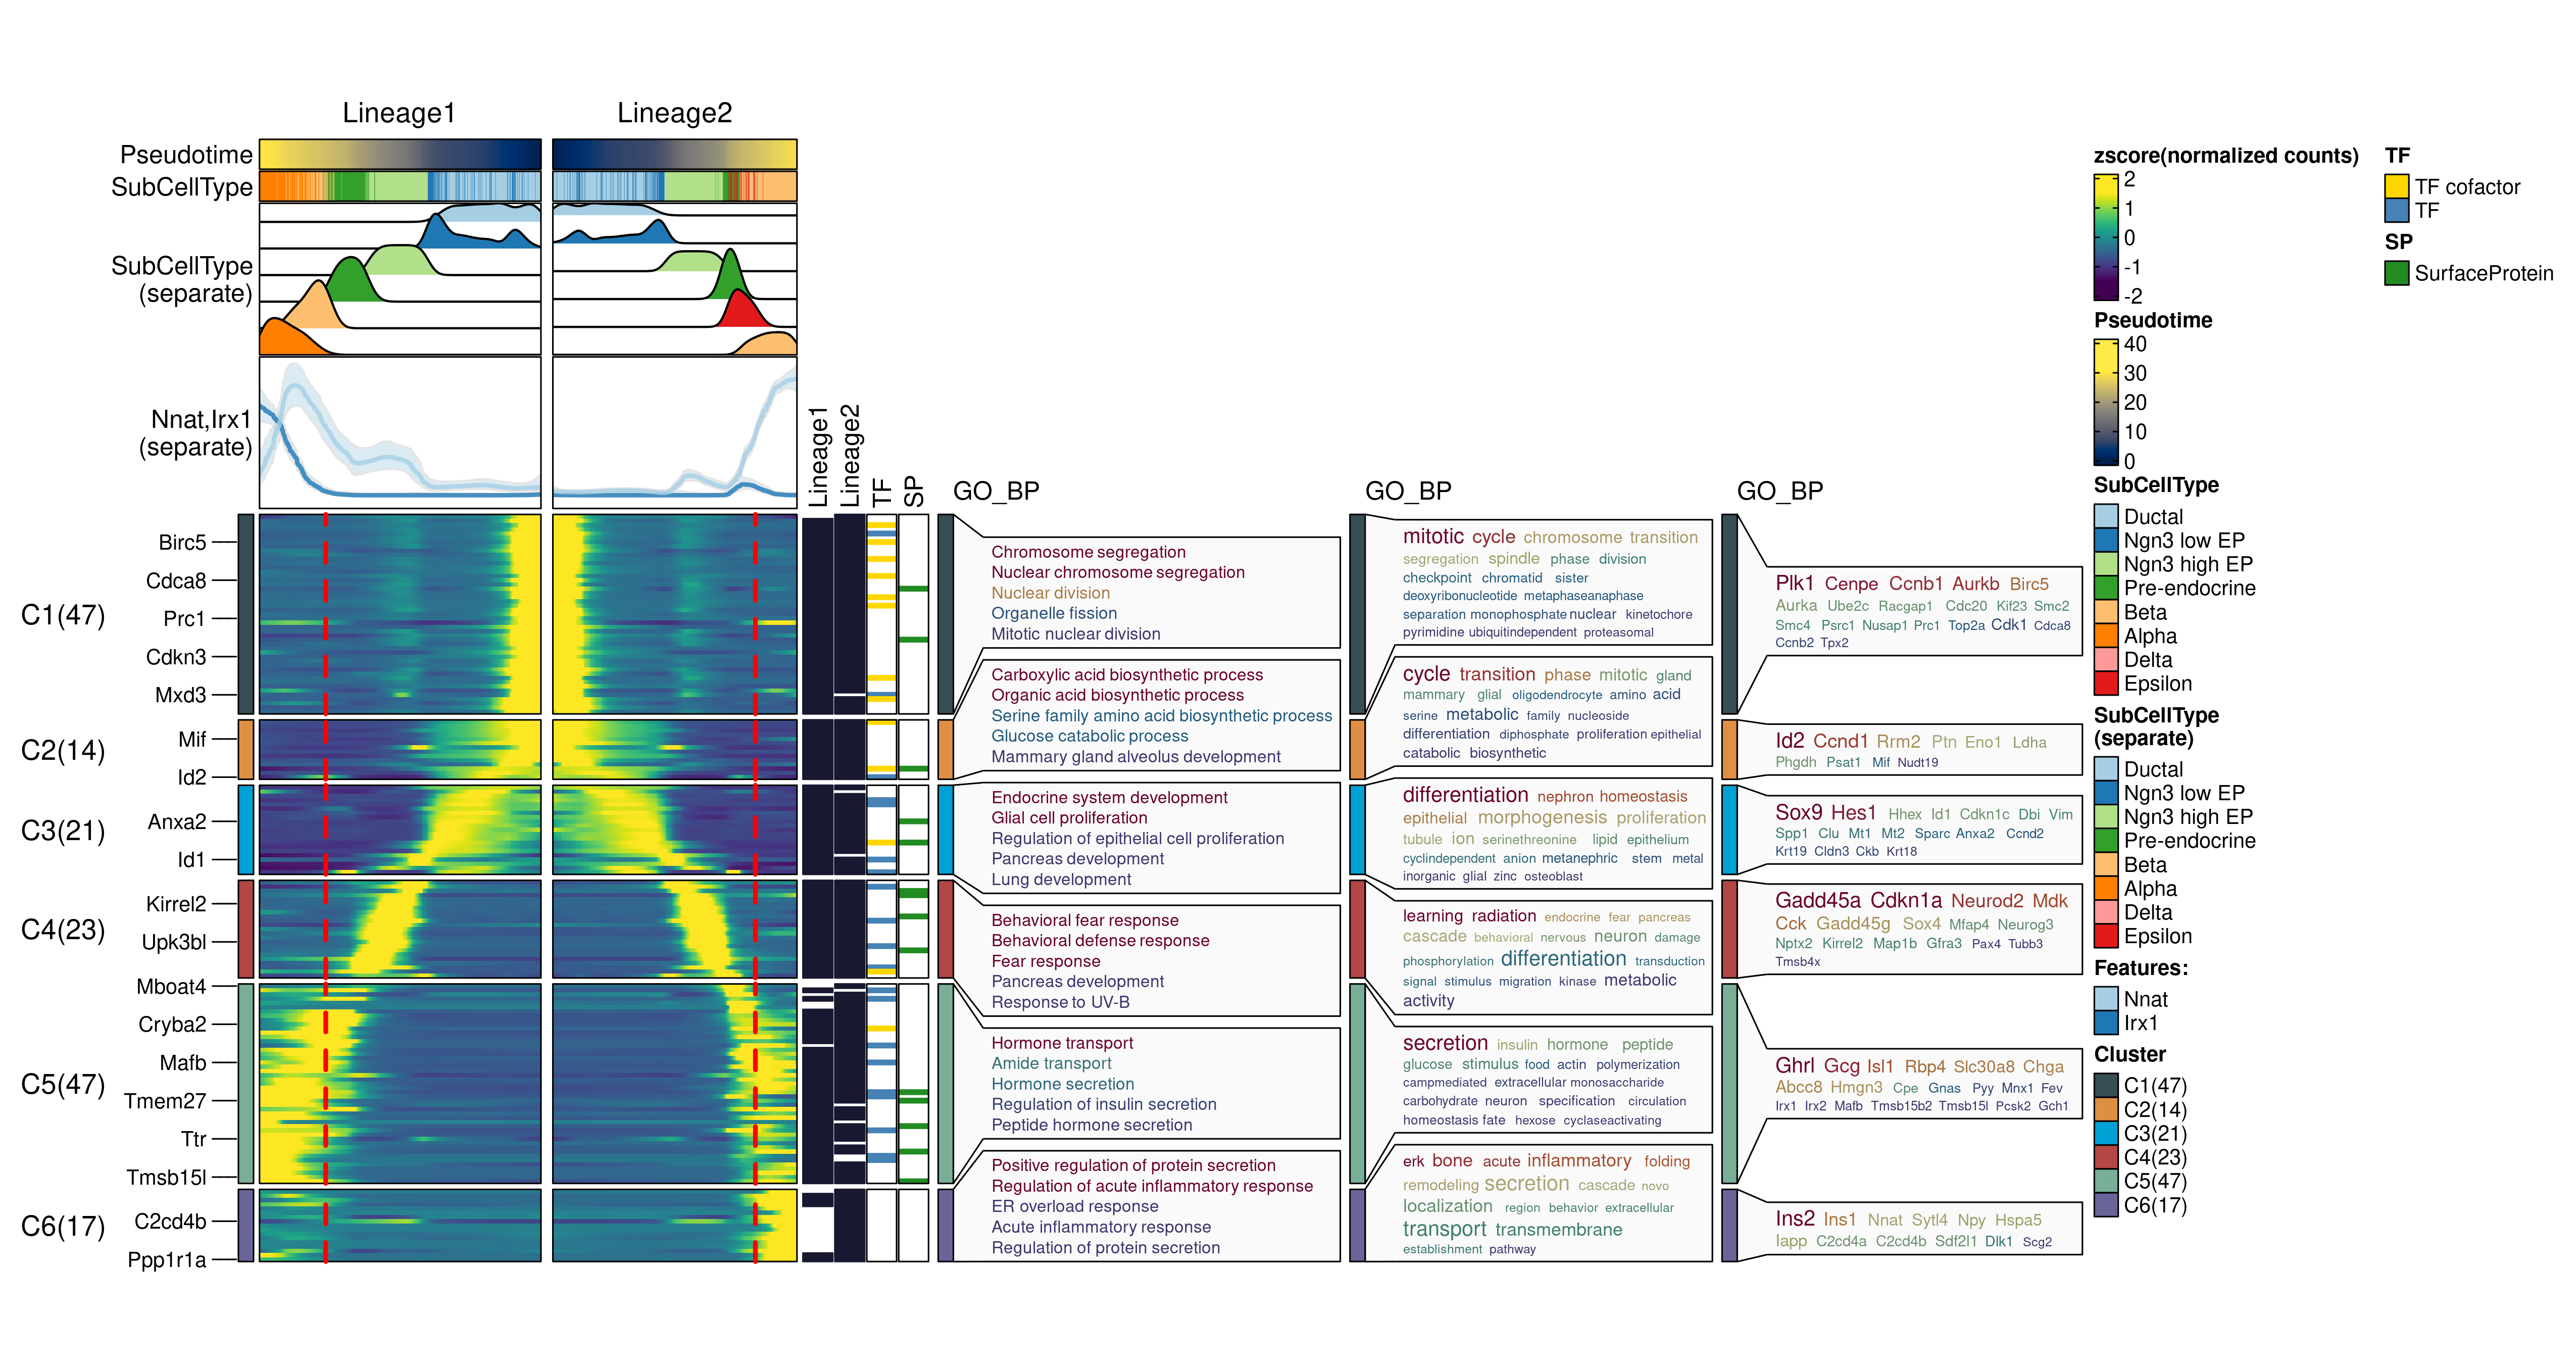 Lineage1
Lineage2
Pseudotime
SubCellType
SubCellType
(separate)
Nnat,Irx1
(separate)
Lineage1
Lineage2
TF
SP
GO_BP
GO_BP
GO_BP
C1(47)
Birc5
Cdca8
Prc1
Cdkn3
Mxd3
C2(14)
Mif
Id2
C3(21)
Anxa2
Id1
C4(23)
Kirrel2
Upk3bl
C5(47)
Mboat4
Cryba2
Mafb
Tmem27
Ttr
Tmsb15l
C6(17)
C2cd4b
Ppp1r1a
Chromosome segregation
Nuclear chromosome segregation
Nuclear division
Organelle fission
Mitotic nuclear division
Carboxylic acid biosynthetic process
Organic acid biosynthetic process
Serine family amino acid biosynthetic process
Glucose catabolic process
Mammary gland alveolus development
Endocrine system development
Glial cell proliferation
Regulation of epithelial cell proliferation
Pancreas development
Lung development
Behavioral fear response
Behavioral defense response
Fear response
Pancreas development
Response to UV-B
Hormone transport
Amide transport
Hormone secretion
Regulation of insulin secretion
Peptide hormone secretion
Positive regulation of protein secretion
Regulation of acute inflammatory response
ER overload response
Acute inflammatory response
Regulation of protein secretion
mitotic cycle chromosome transition
segregation spindle phase division
checkpoint chromatid sister
deoxyribonucleotide metaphaseanaphase
separation monophosphate nuclear kinetochore
pyrimidine ubiquitindependent proteasomal
cycle transition phase mitotic gland
mammary glial oligodendrocyte amino acid
serine metabolic family nucleoside
differentiation diphosphate proliferation epithelial
catabolic biosynthetic
differentiation nephron homeostasis
epithelial morphogenesis proliferation
tubule ion serinethreonine lipid epithelium
cyclindependent anion metanephric stem metal
inorganic glial zinc osteoblast
learning radiation endocrine fear pancreas
cascade behavioral nervous neuron damage
phosphorylation differentiation transduction
signal stimulus migration kinase metabolic
activity
secretion insulin hormone peptide
glucose stimulus food actin polymerization
campmediated extracellular monosaccharide
carbohydrate neuron specification circulation
homeostasis fate hexose cyclaseactivating
erk bone acute inflammatory folding
remodeling secretion cascade novo
localization region behavior extracellular
transport transmembrane
establishment pathway
Plk1 Cenpe Ccnb1 Aurkb Birc5
Aurka Ube2c Racgap1 Cdc20 Kif23 Smc2
Smc4 Psrc1 Nusap1 Prc1 Top2a Cdk1 Cdca8
Ccnb2 Tpx2
Id2 Ccnd1 Rrm2 Ptn Eno1 Ldha
Phgdh Psat1 Mif Nudt19
Sox9 Hes1 Hhex Id1 Cdkn1c Dbi Vim
Spp1 Clu Mt1 Mt2 Sparc Anxa2 Ccnd2
Krt19 Cldn3 Ckb Krt18
Gadd45a Cdkn1a Neurod2 Mdk
Cck Gadd45g Sox4 Mfap4 Neurog3
Nptx2 Kirrel2 Map1b Gfra3 Pax4 Tubb3
Tmsb4x
Ghrl Gcg Isl1 Rbp4 Slc30a8 Chga
Abcc8 Hmgn3 Cpe Gnas Pyy Mnx1 Fev
Irx1 Irx2 Mafb Tmsb15b2 Tmsb15l Pcsk2 Gch1
Ins2 Ins1 Nnat Sytl4 Npy Hspa5
Iapp C2cd4a C2cd4b Sdf2l1 Dlk1 Scg2
zscore(normalized counts)
2
1
0
-1
-2
Pseudotime
40
30
20
10
0
SubCellType
Ductal
Ngn3 low EP
Ngn3 high EP
Pre-endocrine
Beta
Alpha
Delta
Epsilon
SubCellType
(separate)
Ductal
Ngn3 low EP
Ngn3 high EP
Pre-endocrine
Beta
Alpha
Delta
Epsilon
Features:
Nnat
Irx1
Cluster
C1(47)
C2(14)
C3(21)
C4(23)
C5(47)
C6(17)
TF
TF cofactor
TF
SP
SurfaceProtein